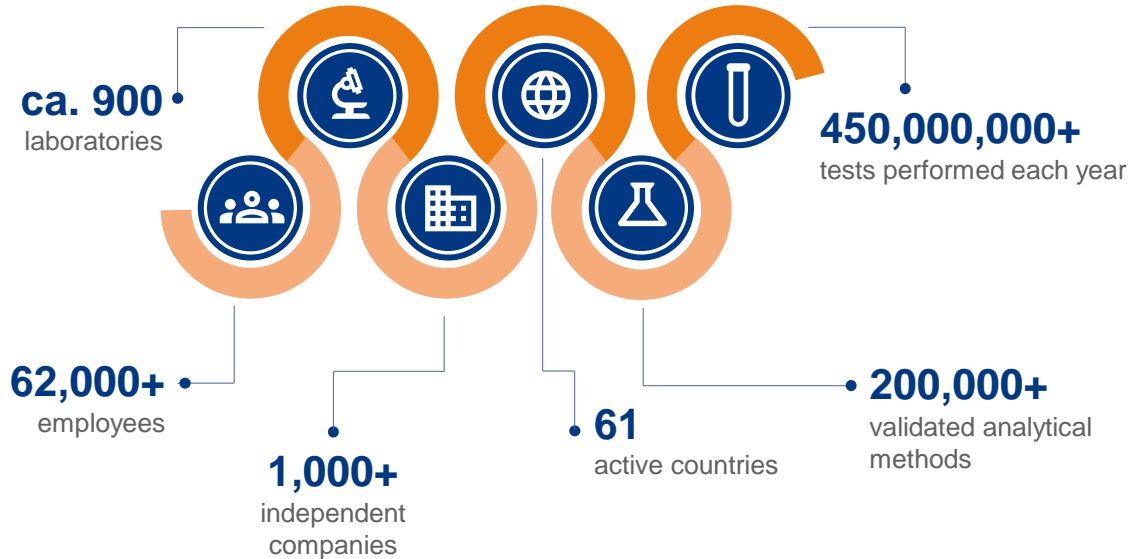 ca. 900
laboratories
450,000,000+
tests performed each year
62,000+
employees
1,000+
independent
companies
61
active countries
200,000+
validated analytical
methods